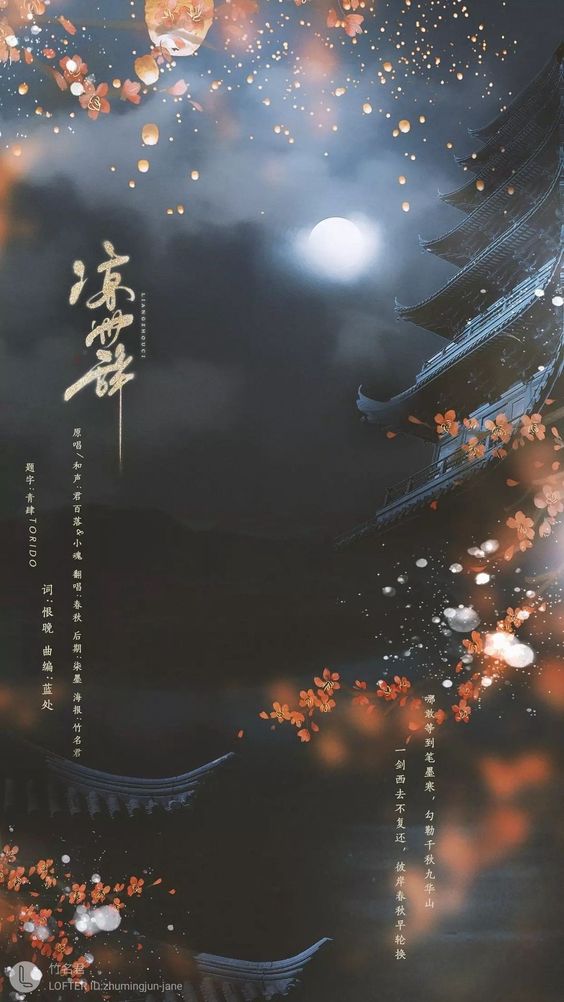 凉州辞
LIANGZHOUCI
原唱/和声:君百落&小魂 翻唱:春秋 后期:柒墨 海报:竹名君
词:恨晚 曲编:蓝处
题字:青肆TORIDO
哪敢等到笔墨寒，勾勒千秋九华山
一剑西去不复还，彼岸春秋早轮换
竹名君
LOFTER ID:zhumingjun-jane